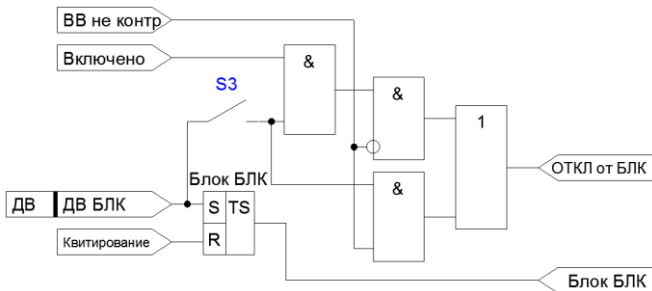 ВВ не контр
Включено
S3
&
&
1
ОТКЛ от БЛК
Блок БЛК
&
ДВ ДВ БЛК
S TS
R
Квитирование
Блок БЛК